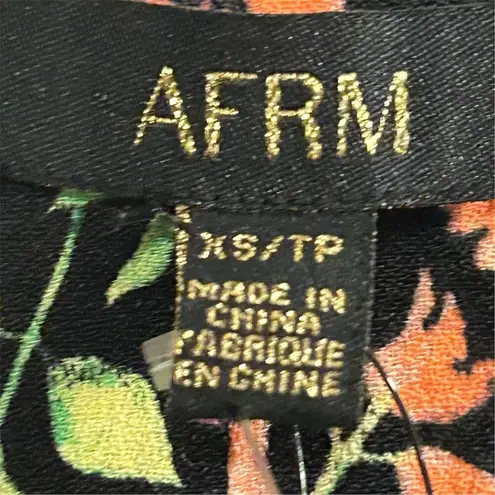 AFRM
XS/TP
MADE IN
CHINA
FABRIQUE
EN CHINE